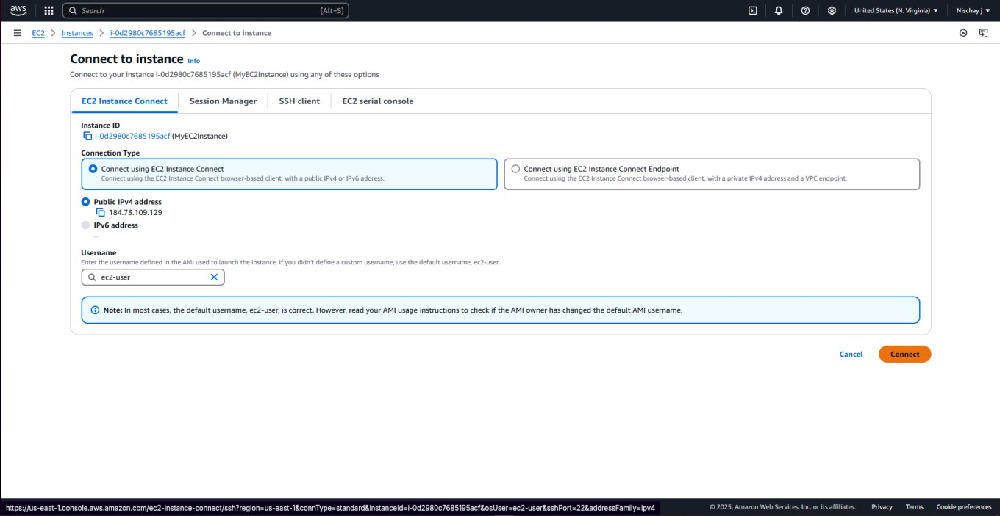 aws
Search [Alt+S]
United States (N. Virginia) ▼
Nischay j ▼
EC2 > Instances > i-0d2980c7685195acf > Connect to instance
Connect to instance Info
Connect to your instance i-0d2980c7685195acf (MyEC2Instance) using any of these options
EC2 Instance Connect
Session Manager
SSH client
EC2 serial console
Instance ID
i-0d2980c7685195acf (MyEC2Instance)
Connection Type
Connect using EC2 Instance Connect
Connect using the EC2 Instance Connect browser-based client, with a public IPv4 or IPv6 address.
Connect using EC2 Instance Connect Endpoint
Connect using the EC2 Instance Connect browser-based client, with a private IPv4 address and a VPC endpoint.
Public IPv4 address
184.73.109.129
IPv6 address
–
Username
Enter the username defined in the AMI used to launch the instance. If you didn't define a custom username, use the default username, ec2-user.
ec2-user
Note: In most cases, the default username, ec2-user, is correct. However, read your AMI usage instructions to check if the AMI owner has changed the default AMI username.
Cancel
Connect
https://us-east-1.console.aws.amazon.com/ec2-instance-connect/ssh?region=us-east-1&connType=standard&instanceId=i-0d2980c7685195acf&osUser=ec2-user&sshPort=22&addressFamily=ipv4
© 2025, Amazon Web Services, Inc. or its affiliates.
Privacy
Terms
Cookie preferences